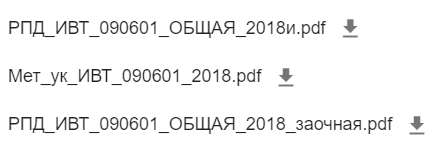 РПД_ИВТ_090601_ОБЩАЯ_2018и.pdf
Мет_ук_ИВТ_090601_2018.pdf
РПД_ИВТ_090601_ОБЩАЯ_2018_заочная.pdf